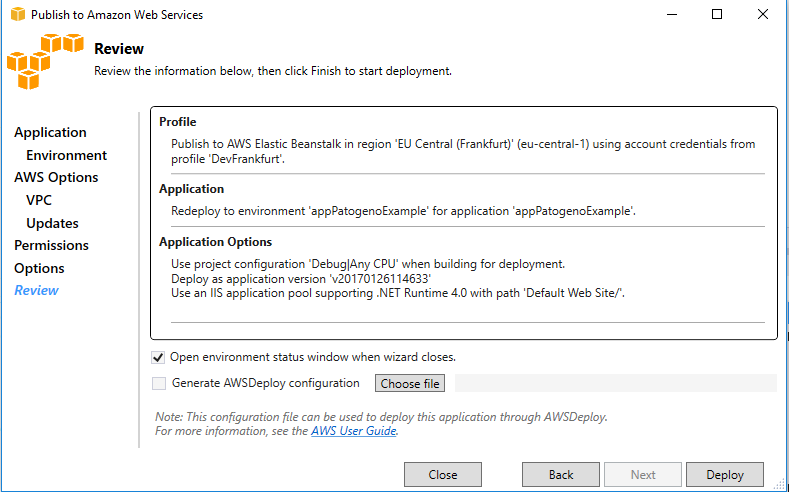 Publish to Amazon Web Services
Review
Review the information below, then click Finish to start deployment.
Application
Environment
AWS Options
VPC
Updates
Permissions
Options
Review
Profile
Publish to AWS Elastic Beanstalk in region 'EU Central (Frankfurt)' (eu-central-1) using account credentials from
profile 'DevFrankfurt'.
Application
Redeploy to environment 'appPatogenoExample' for application 'appPatogenoExample'.
Application Options
Use project configuration 'Debug|Any CPU' when building for deployment.
Deploy as application version 'v20170126114633'
Use an IIS application pool supporting .NET Runtime 4.0 with path 'Default Web Site/'.
Open environment status window when wizard closes.
Generate AWSDeploy configuration Choose file
Note: This configuration file can be used to deploy this application through AWSDeploy.
For more information, see the AWS User Guide.
Close Back Next Deploy